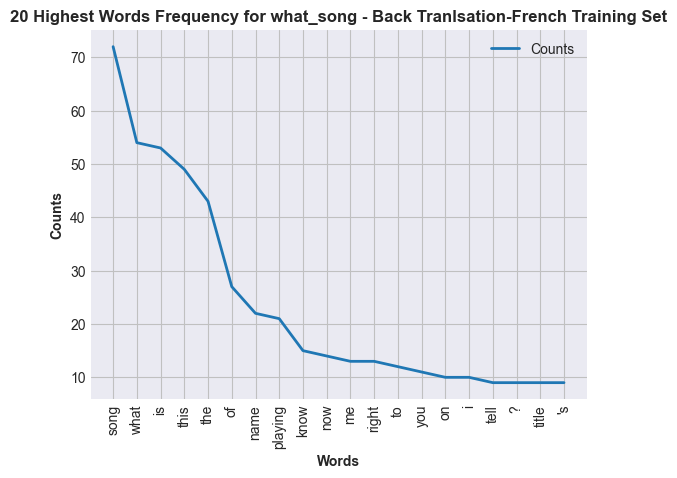 20 Highest Words Frequency for what_song - Back Tranlsation-French Training Set
Counts
Counts
70
60
50
40
30
20
10
song
what
is
this
the
of
name
playing
know
now
me
right
to
you
on
i
tell
?
title
's
Words